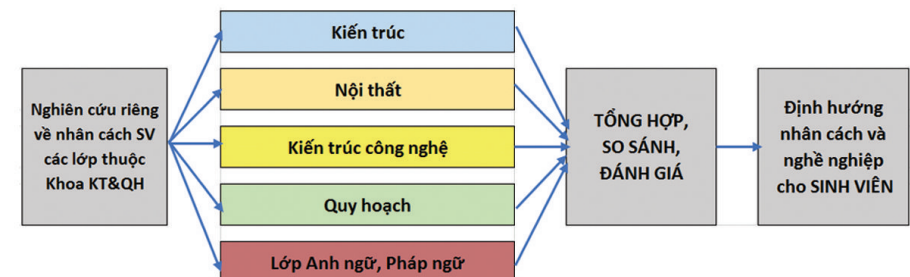 Nghiên cứu riêng
về nhân cách SV
các lớp thuộc
Khoa KT&QH
Kiến trúc
Nội thất
Kiến trúc công nghệ
Quy hoạch
Lớp Anh ngữ, Pháp ngữ
TỔNG HỢP,
SO SÁNH,
ĐÁNH GIÁ
Định hướng
nhân cách và
nghề nghiệp
cho SINH VIÊN